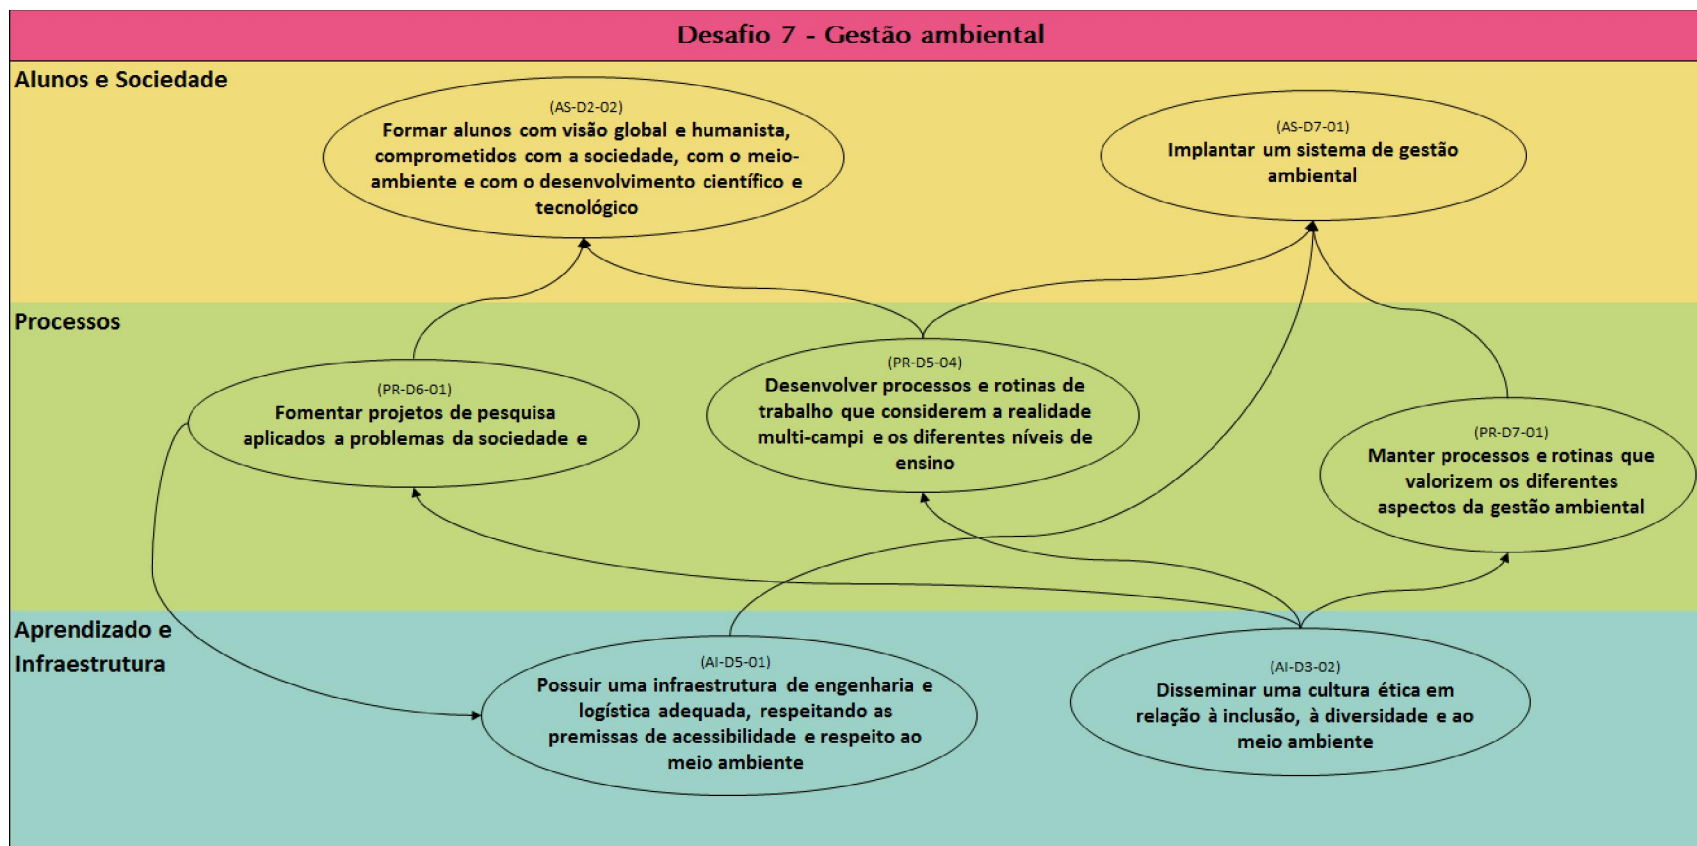 Desafio 7 - Gestão ambiental
Alunos e Sociedade
(AS-D2-02)
Formar alunos com visão global e humanista,
comprometidos com a sociedade, com o meio-
ambiente e com o desenvolvimento científico e
tecnológico
(AS-D7-01)
Implantar um sistema de gestão
ambiental
Processos
(PR-D6-01)
Fomentar projetos de pesquisa
aplicados a problemas da sociedade e
(PR-D5-04)
Desenvolver processos e rotinas de
trabalho que considerem a realidade
multi-campi e os diferentes níveis de
ensino
(PR-D7-01)
Manter processos e rotinas que
valorizem os diferentes
aspectos da gestão ambiental
Aprendizado e
Infraestrutura
(AI-D5-01)
Possuir uma infraestrutura de engenharia e
logística adequada, respeitando as
premissas de acessibilidade e respeito ao
meio ambiente
(AI-D3-02)
Disseminar uma cultura ética em
relação à inclusão, à diversidade e ao
meio ambiente